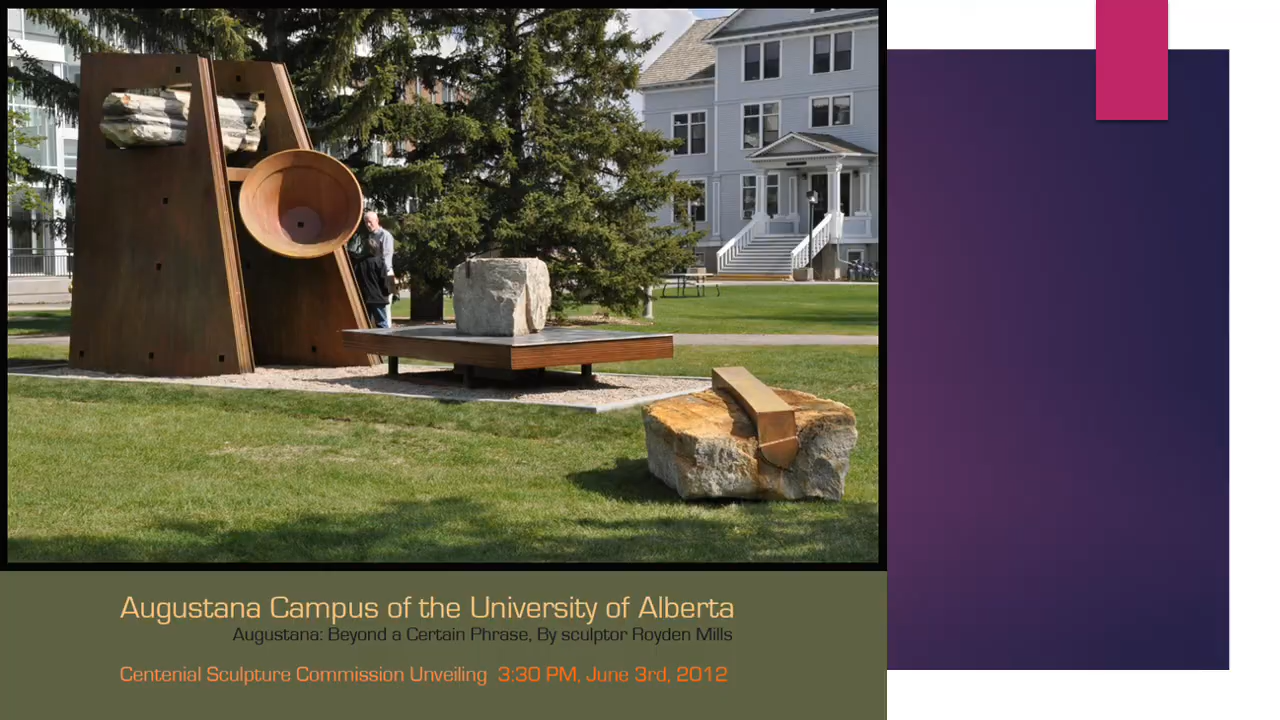 Augustana Campus of the University of Alberta
Augustana: Beyond a Certain Phrase, By sculptor Royden Mills
Centenial Sculpture Commission Unveiling 3:30 PM, June 3rd, 2012